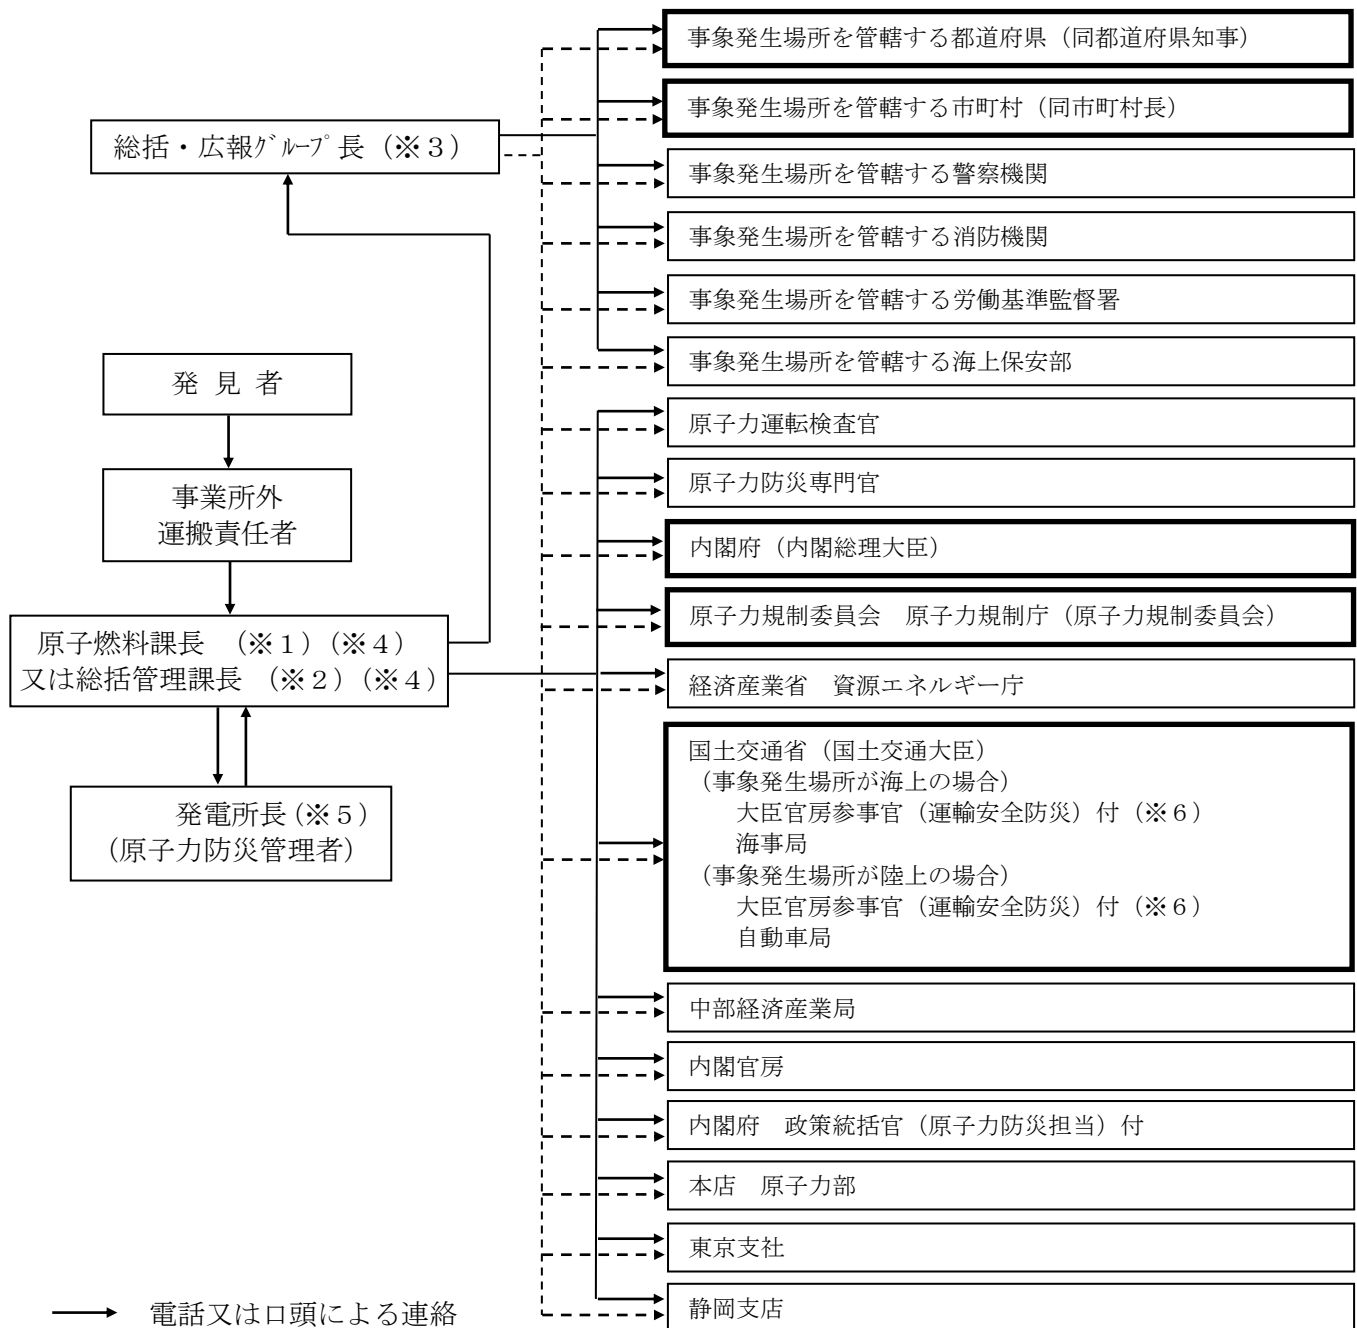 事象発生場所を管轄する都道府県（同都道府県知事）
事象発生場所を管轄する市町村（同市町村長）
総括・広報ｸﾞﾙｰﾌﾟ長（※３）
事象発生場所を管轄する警察機関
事象発生場所を管轄する消防機関
事象発生場所を管轄する労働基準監督署
事象発生場所を管轄する海上保安部
発 見 者
原子力運転検査官
原子力防災専門官
事業所外
運搬責任者
内閣府（内閣総理大臣）
原子力規制委員会　原子力規制庁（原子力規制委員会）
原子燃料課長　（※１）（※４）
又は総括管理課長　（※２）（※４）
経済産業省　資源エネルギー庁
国土交通省（国土交通大臣）
（事象発生場所が海上の場合）
大臣官房参事官（運輸安全防災）付（※６）
海事局
（事象発生場所が陸上の場合）
大臣官房参事官（運輸安全防災）付（※６）
自動車局
発電所長（※５）
（原子力防災管理者）
中部経済産業局
内閣官房
内閣府　政策統括官（原子力防災担当）付
本店　原子力部
東京支社
静岡支店
電話又は口頭による連絡